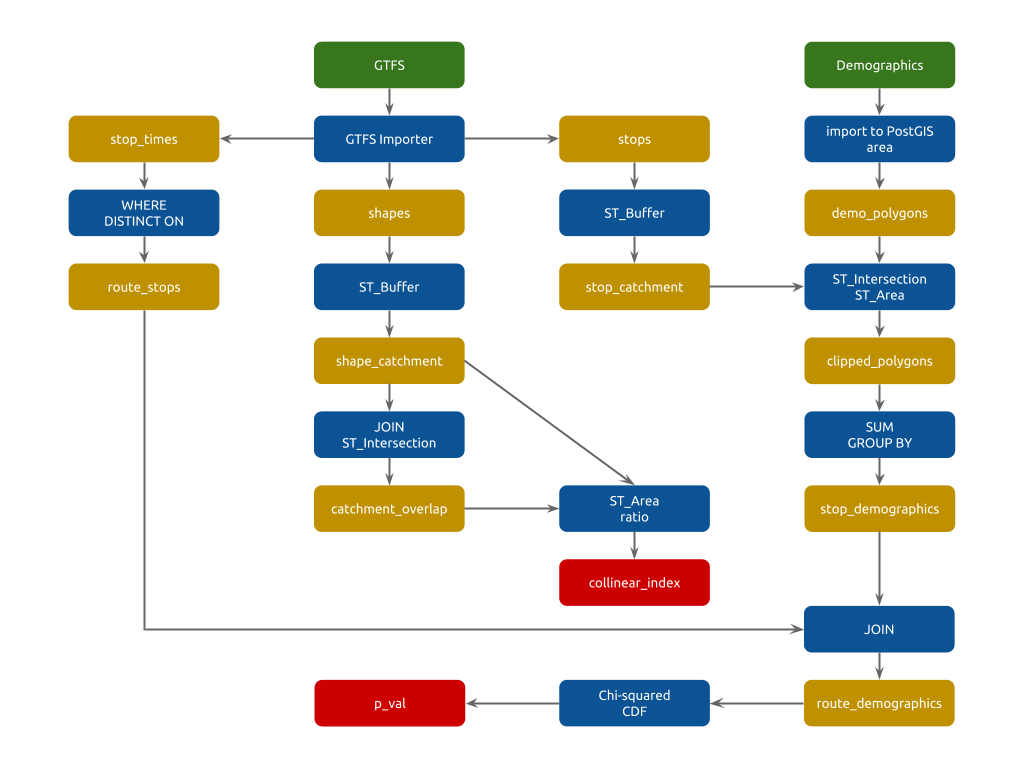 GTFS
Demographics
stop_times
GTFS Importer
stops
import to PostGIS
area
WHERE
DISTINCT ON
shapes
ST_Buffer
demo_polygons
route_stops
ST_Buffer
stop_catchment
ST_Intersection
ST_Area
shape_catchment
clipped_polygons
JOIN
ST_Intersection
SUM
GROUP BY
catchment_overlap
ST_Area
ratio
stop_demographics
collinear_index
JOIN
p_val
Chi-squared
CDF
route_demographics